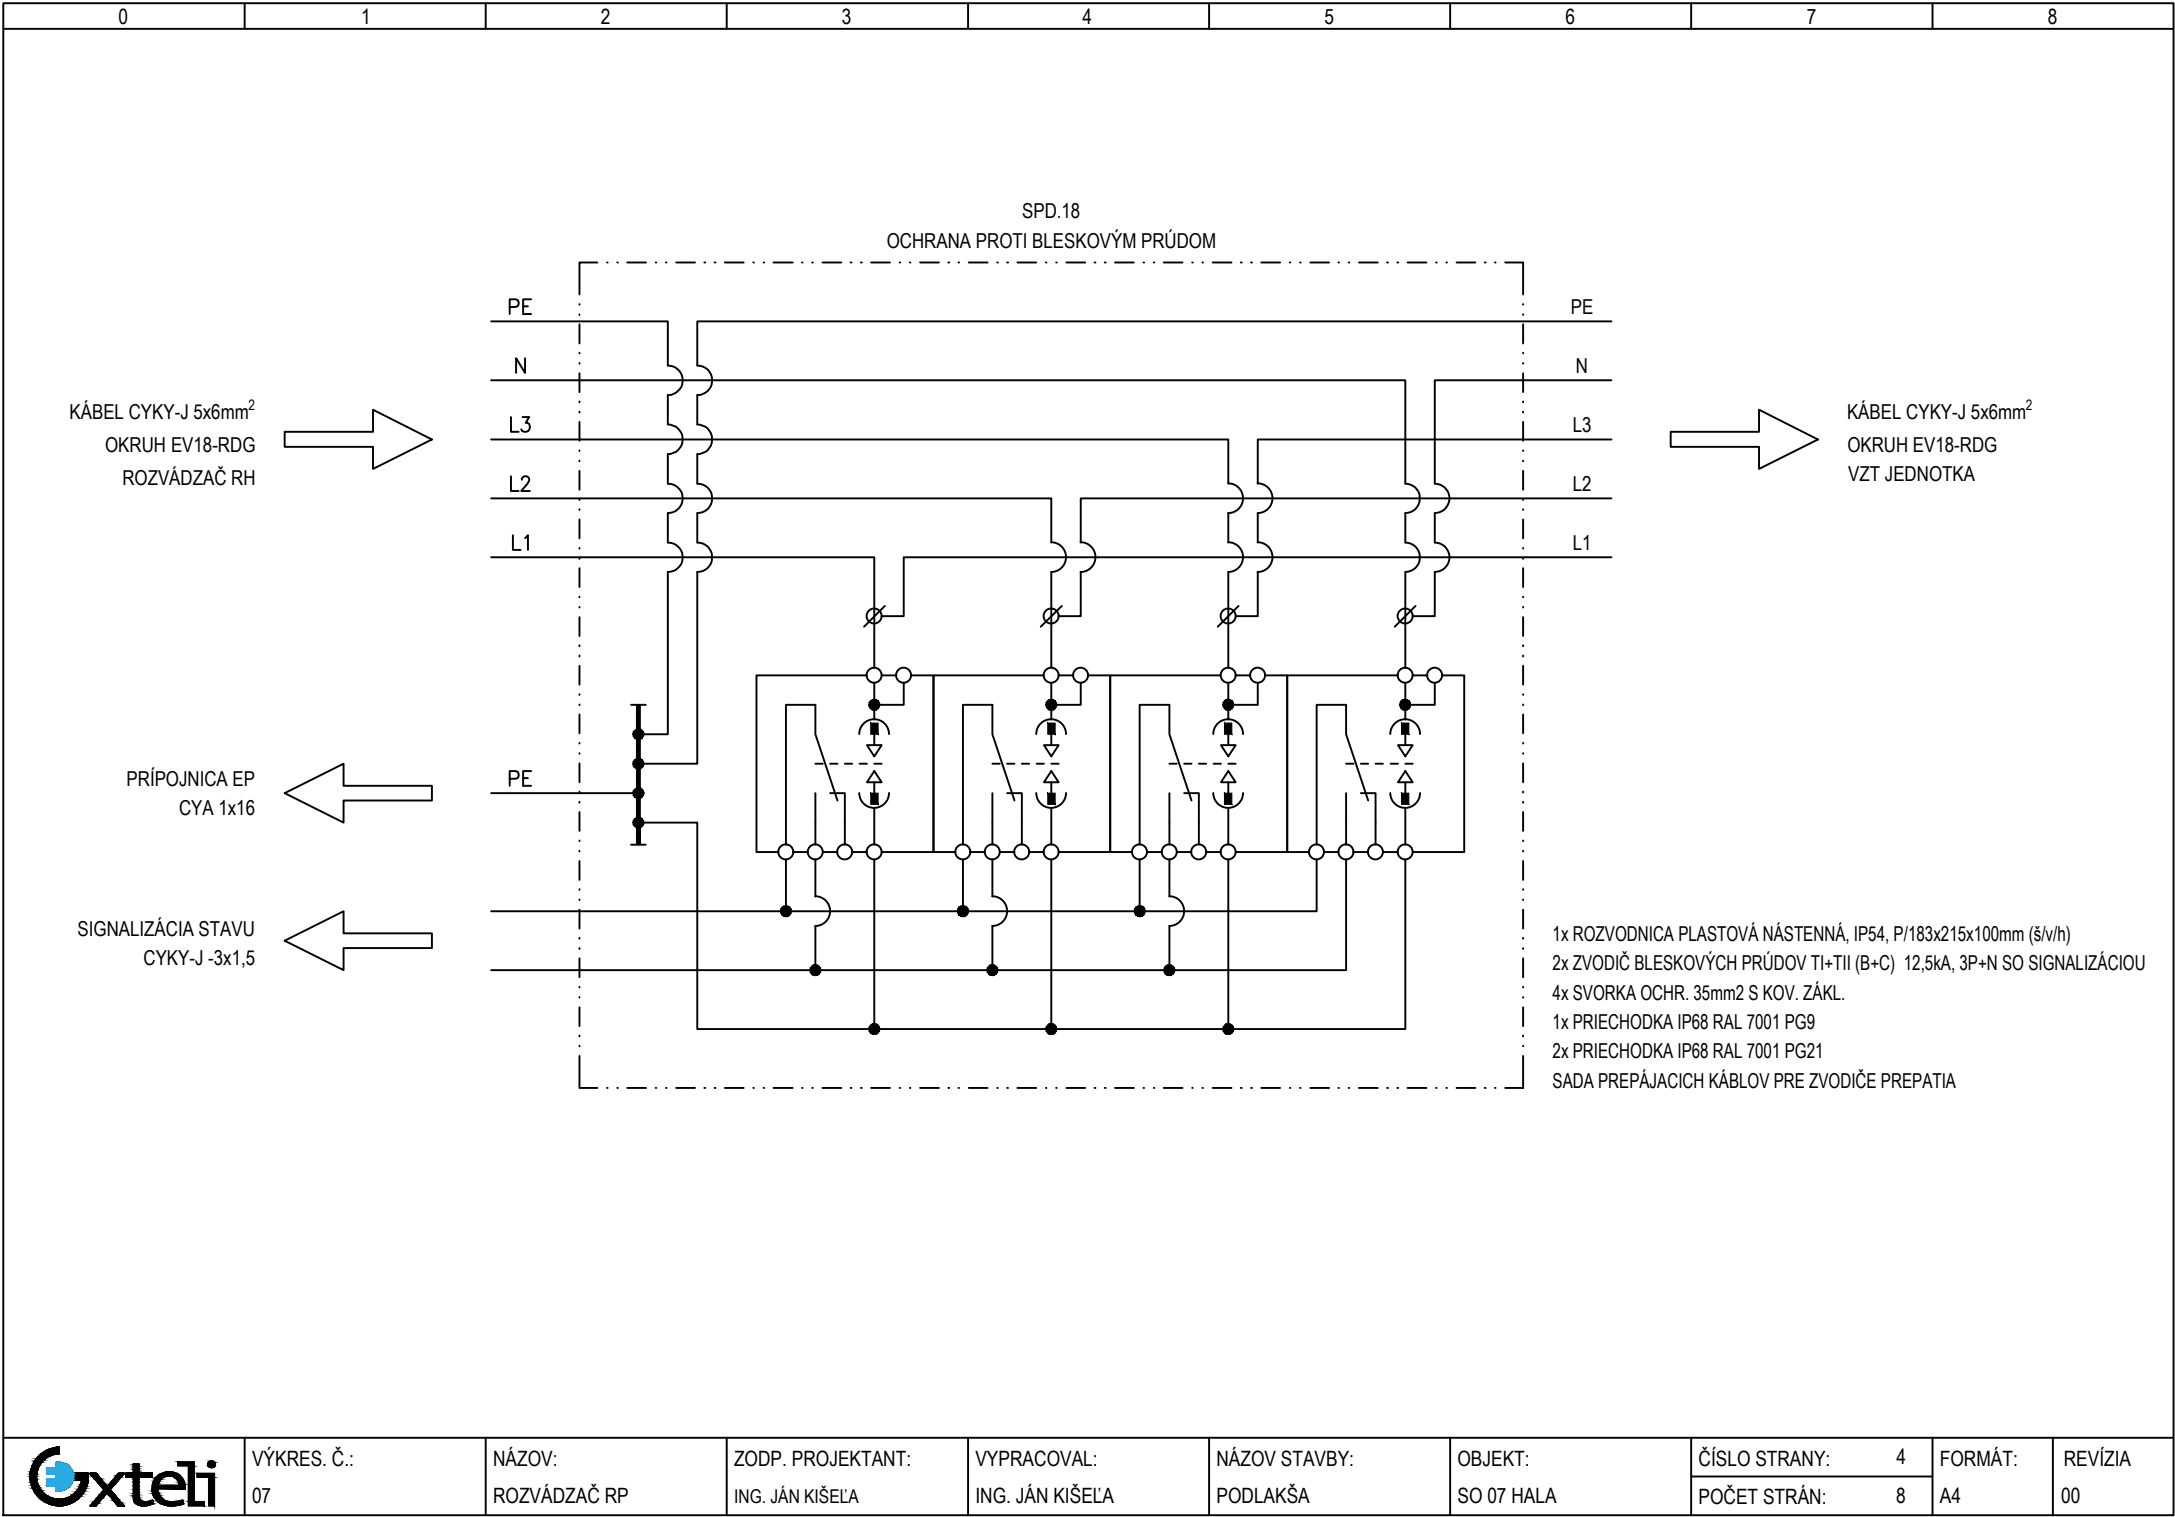 0 1 2 3 4 5 6 7 8
SPD.18
OCHRANA PROTI BLESKOVÝM PRÚDOM
PE
N
L3
L2
L1
PE
N
L3
L2
L1
KÁBEL CYKY-J 5x6mm²
OKRUH EV18-RDG
ROZVÁDZAČ RH
KÁBEL CYKY-J 5x6mm²
OKRUH EV18-RDG
VZT JEDNOTKA
PRÍPOJNICA EP
CYA 1x16
PE
SIGNALIZÁCIA STAVU
CYKY-J -3x1,5
1x ROZVODNICA PLASTOVÁ NÁSTENNÁ, IP54, P/183x215x100mm (š/v/h)
2x ZVODIČ BLESKOVÝCH PRÚDOV TI+TII (B+C) 12,5kA, 3P+N SO SIGNALIZÁCIOU
4x SVORKA OCHR. 35mm2 S KOV. ZÁKL.
1x PRIECHODKA IP68 RAL 7001 PG9
2x PRIECHODKA IP68 RAL 7001 PG21
SADA PREPÁJACICH KÁBLOV PRE ZVODIČE PREPATIA
exteli
VÝKRES. Č.:
07
NÁZOV:
ROZVÁDZAČ RP
ZODP. PROJEKTANT:
ING. JÁN KIŠEĽA
VYPRACOVAL:
ING. JÁN KIŠEĽA
NÁZOV STAVBY:
PODLAKŠA
OBJEKT:
SO 07 HALA
ČÍSLO STRANY: 4
POČET STRÁN: 8
FORMÁT:
A4
REVÍZIA
00